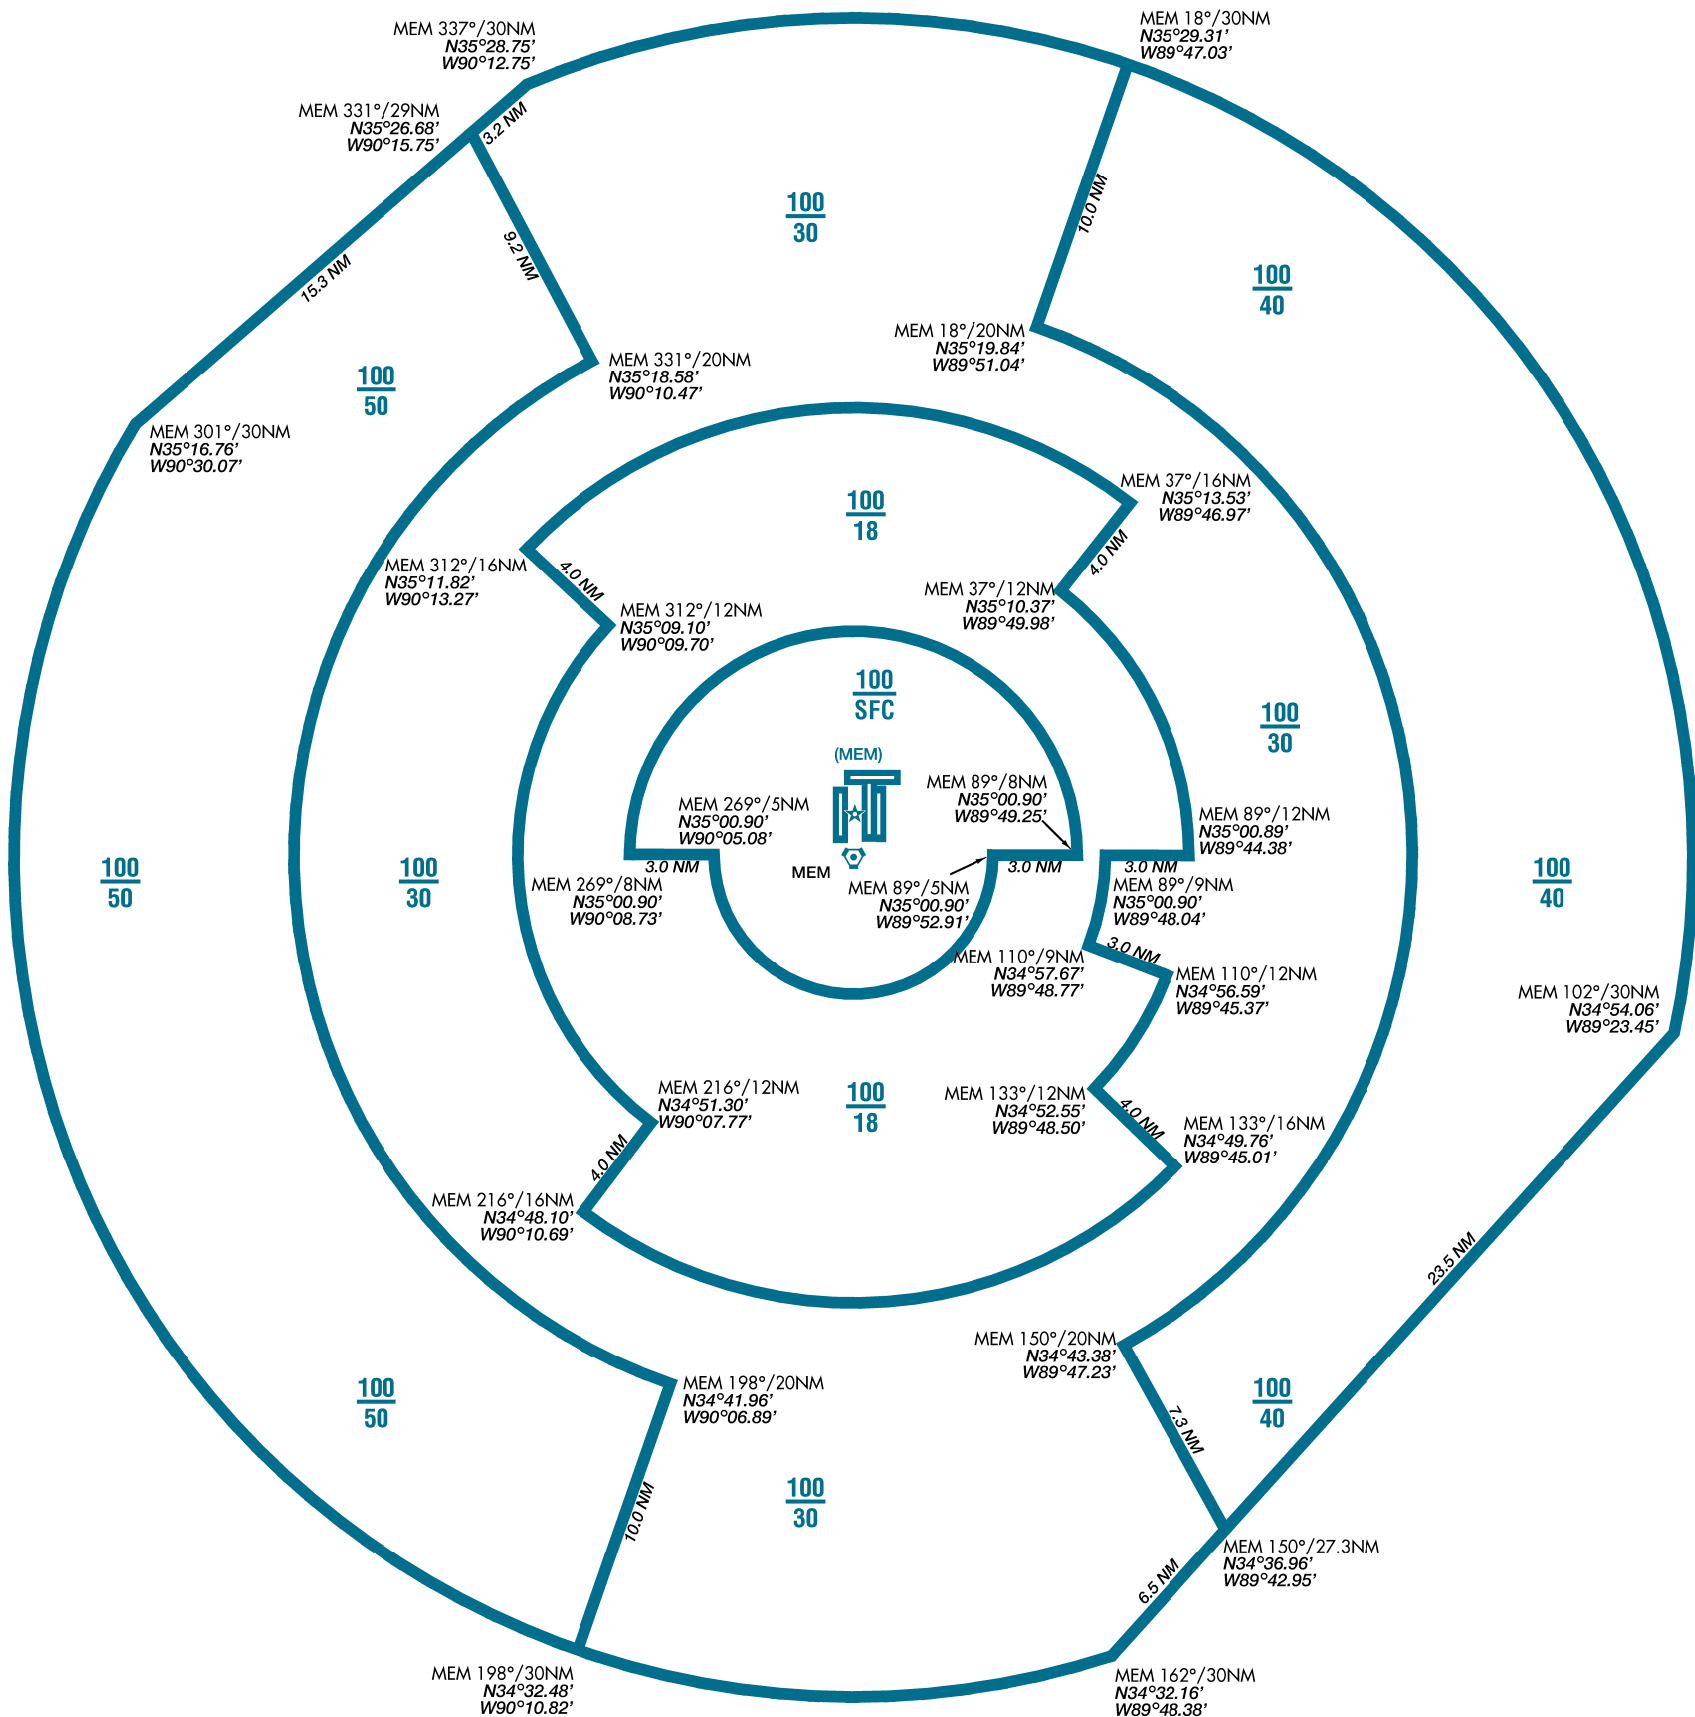 MEM 337°/30NM
N35°28.75’
W90°12.75’
MEM 18°/30NM
N35°29.31’
W89°47.03’
MEM 331°/29NM
N35°26.68’
W90°15.75’
3.2 NM
10.0 NM
100
30
9.2 NM
15.3 NM
100
40
MEM 18°/20NM
N35°19.84’
W89°51.04’
MEM 331°/20NM
N35°18.58’
W90°10.47’
100
50
MEM 301°/30NM
N35°16.76’
W90°30.07’
MEM 37°/16NM
N35°13.53’
W89°46.97’
100
18
4.0 NM
MEM 312°/16NM
N35°11.82’
W90°13.27’
4.0 NM
MEM 37°/12NM
N35°10.37’
W89°49.98’
MEM 312°/12NM
N35°09.10’
W90°09.70’
100
SFC
100
30
(MEM)
MEM 89°/8NM
N35°00.90’
W89°49.25’
MEM 269°/5NM
N35°00.90’
W90°05.08’
MEM 89°/12NM
N35°00.89’
W89°44.38’
3.0 NM
MEM
3.0 NM
3.0 NM
100
50
100
30
MEM 269°/8NM
N35°00.90’
W90°08.73’
MEM 89°/5NM
N35°00.90’
W89°52.91’
MEM 89°/9NM
N35°00.90’
W89°48.04’
100
40
MEM 110°/9NM
N34°57.67’
W89°48.77’
3.0 NM
MEM 110°/12NM
N34°56.59’
W89°45.37’
MEM 102°/30NM
N34°54.06’
W89°23.45’
MEM 216°/12NM
N34°51.30’
W90°07.77’
100
18
MEM 133°/12NM
N34°52.55’
W89°48.50’
4.0 NM
MEM 133°/16NM
N34°49.76’
W89°45.01’
4.0 NM
MEM 216°/16NM
N34°48.10’
W90°10.69’
23.5 NM
MEM 150°/20NM
N34°43.38’
W89°47.23’
MEM 198°/20NM
N34°41.96’
W90°06.89’
100
50
100
40
7.3 NM
100
30
10.0 NM
MEM 150°/27.3NM
N34°36.96’
W89°42.95’
6.5 NM
MEM 198°/30NM
N34°32.48’
W90°10.82’
MEM 162°/30NM
N34°32.16’
W89°48.38’